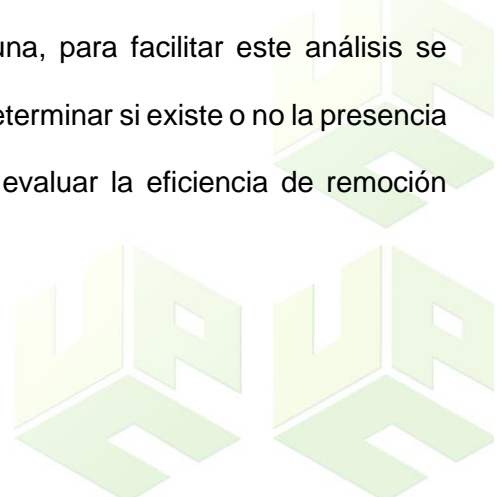 una, para facilitar este análisis se
eterminar si existe o no la presencia
evaluar la eficiencia de remoción